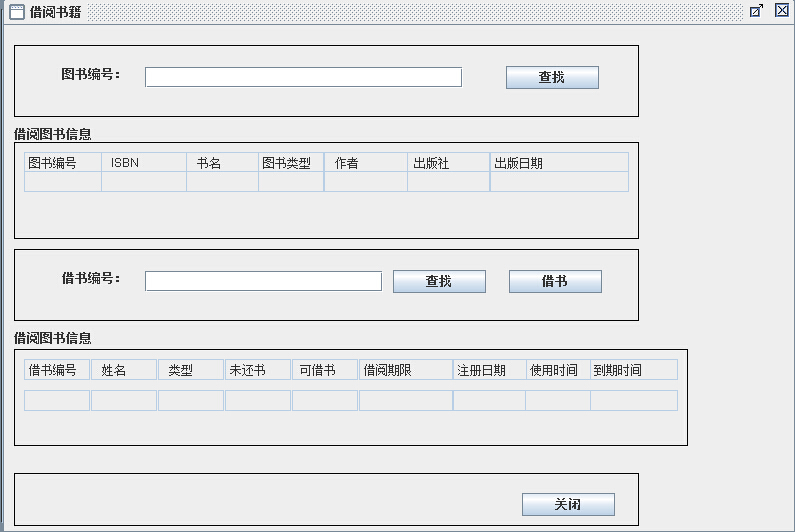 借阅书籍
图书编号： 查找
借阅图书信息
图书编号 ISBN 书名 图书类型 作者 出版社 出版日期
借书编号： 查找 借书
借阅图书信息
借书编号 姓名 类型 未还书 可借书 借阅期限 注册日期 使用时间 到期时间
关闭